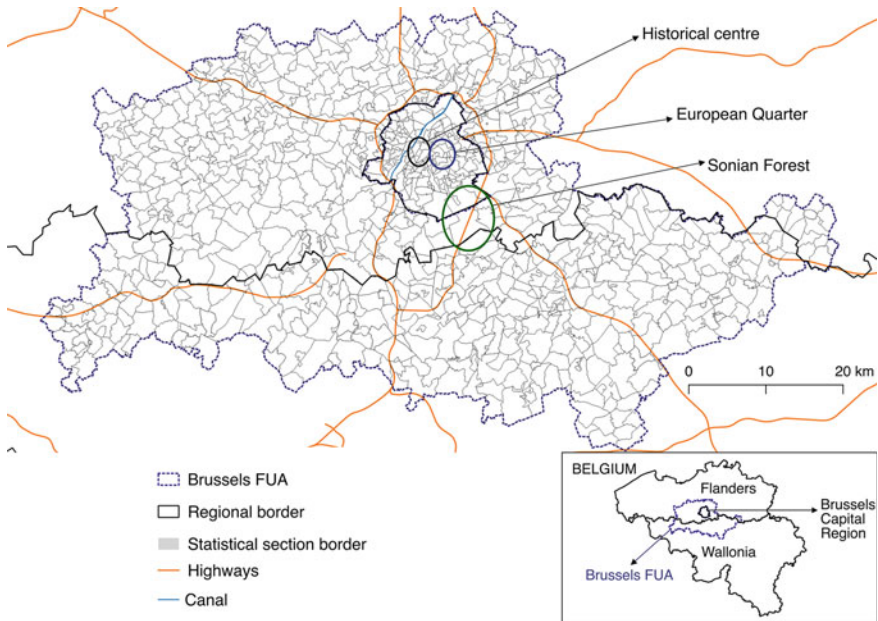 Historical centre
European Quarter
Sonian Forest
0 10 20 km
Brussels FUA
Regional border
Statistical section border
Highways
Canal
BELGIUM
Flanders
Brussels
Capital
Region
Wallonia
Brussels FUA